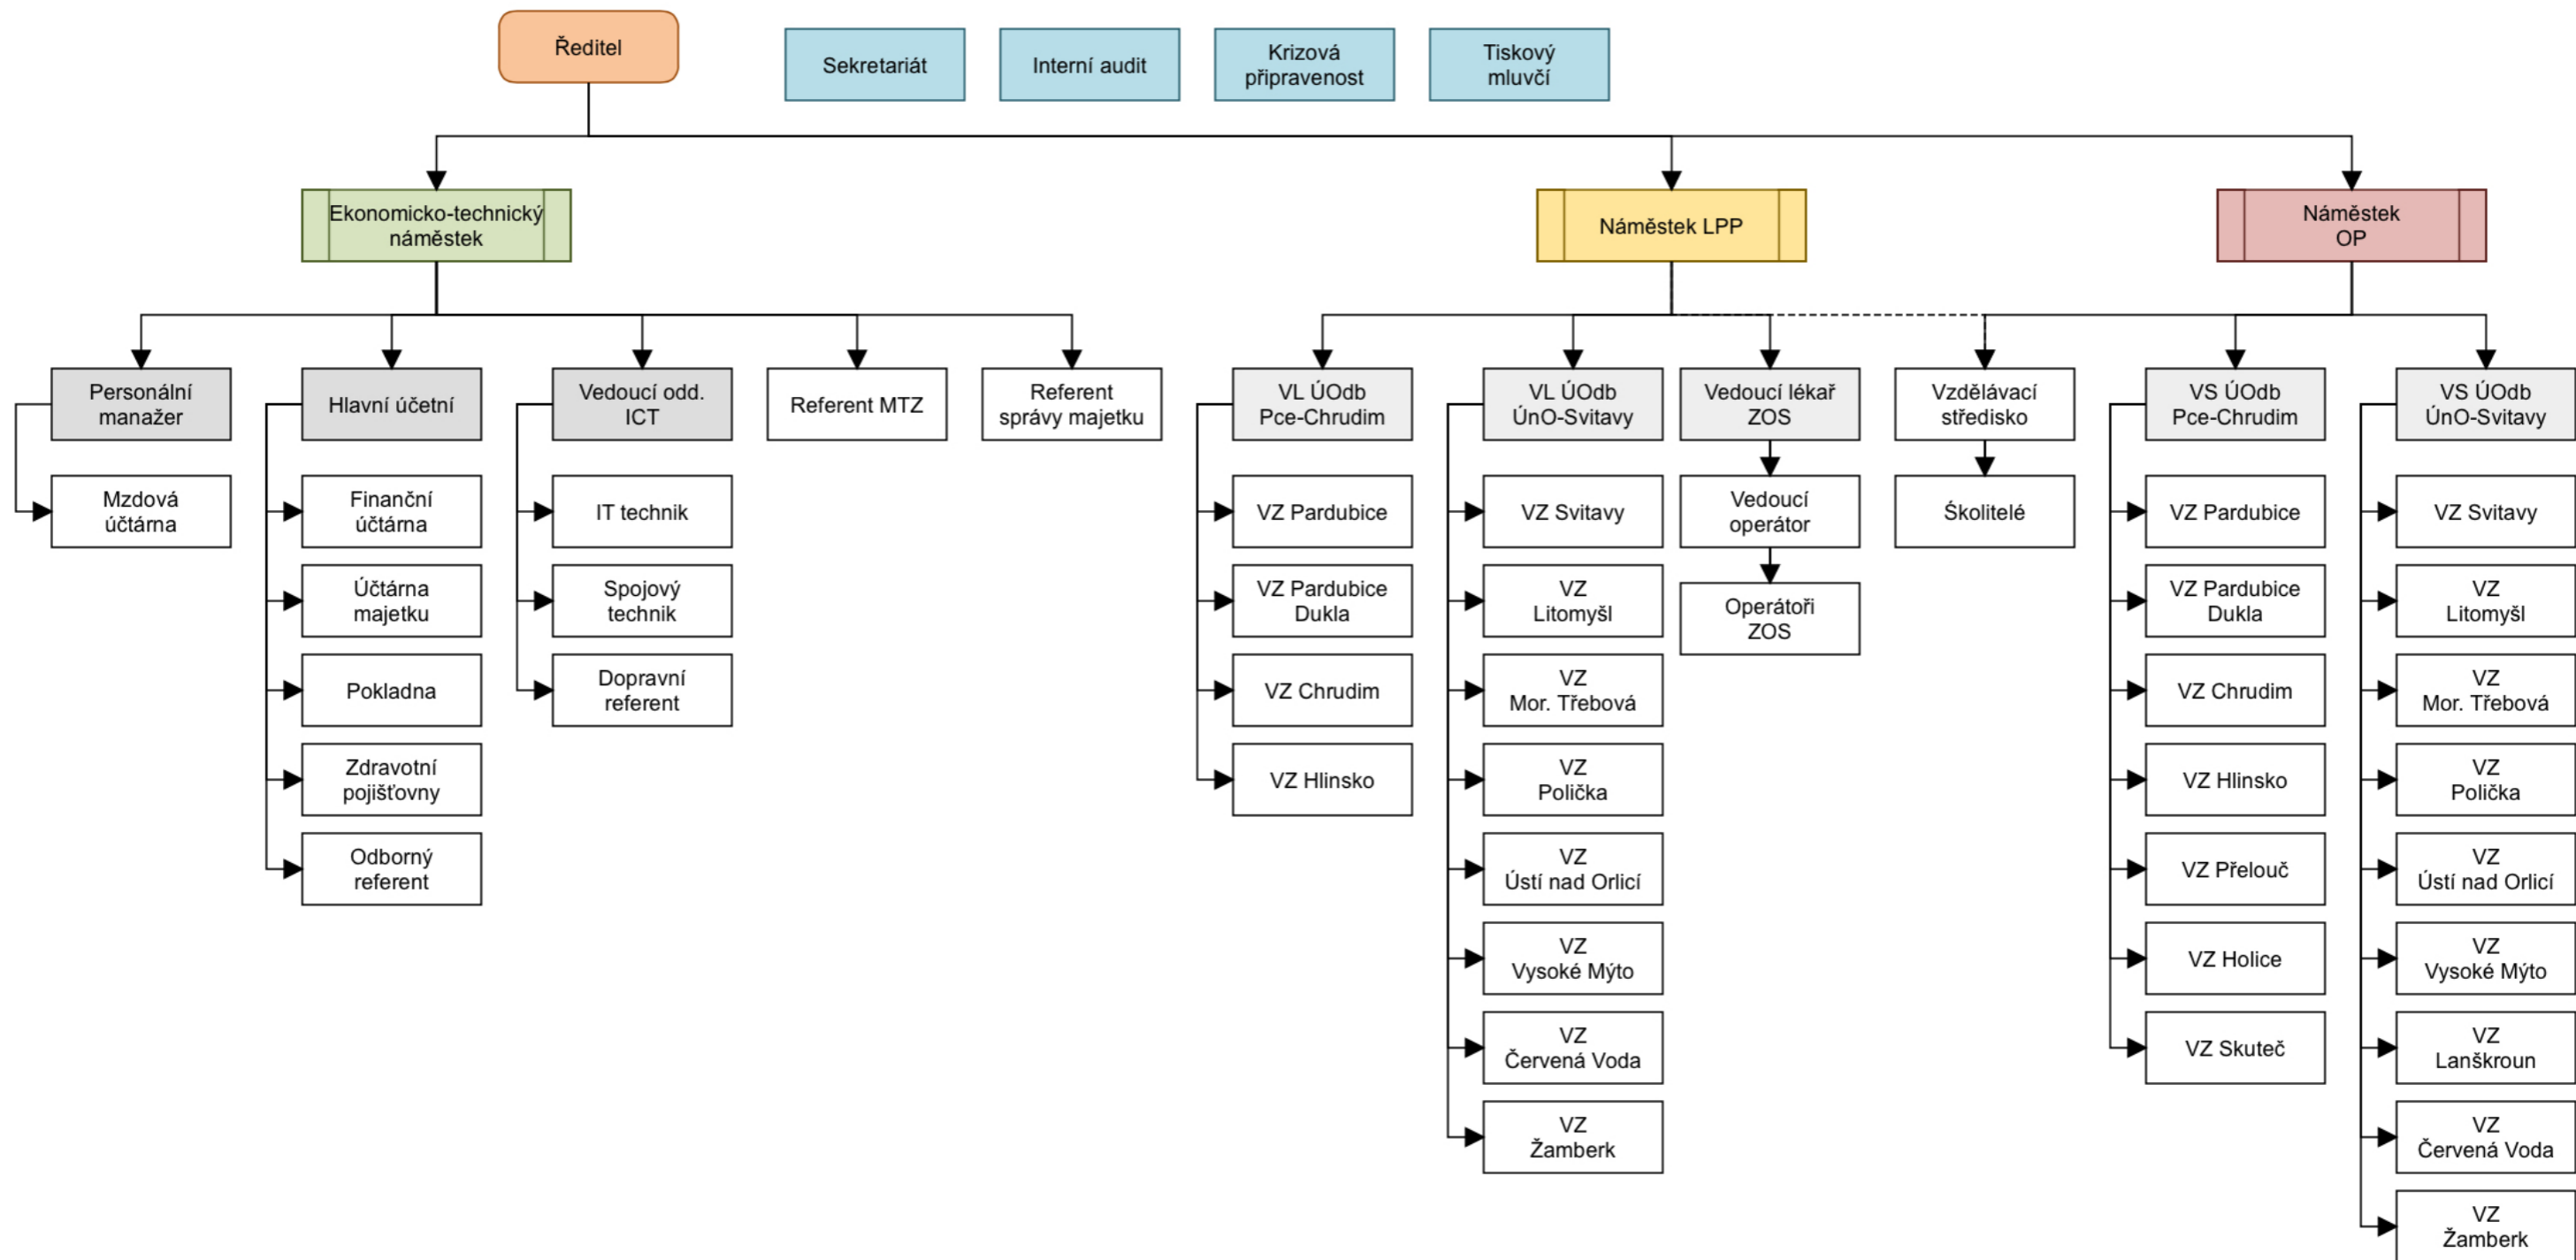 Ředitel
Sekretariát
Interní audit
Krizová
připravenost
Tiskový
mluvčí
Ekonomicko-technický
náměstek
Náměstek LPP
Náměstek
OP
Personální
manažer
Hlavní účetní
Vedoucí odd.
ICT
Referent MTZ
Referent
správy majetku
VL ÚOdb
Pce-Chrudim
VL ÚOdb
ÚnO-Svitavy
Vedoucí lékař
ZOS
Vzdělávací
středisko
VS ÚOdb
Pce-Chrudim
VS ÚOdb
ÚnO-Svitavy
Mzdová
účtárna
Finanční
účtárna
Účtárna
majetku
Pokladna
Zdravotní
pojišťovny
Odborný
referent
IT technik
Spojový
technik
Dopravní
referent
VZ Pardubice
VZ Pardubice
Dukla
VZ Chrudim
VZ Hlinsko
VZ Svitavy
VZ
Litomyšl
VZ
Mor. Třebová
VZ
Polička
VZ
Ústí nad Orlicí
VZ
Vysoké Mýto
VZ
Červená Voda
VZ
Žamberk
Vedoucí
operátor
Operátoři
ZOS
Školitelé
VZ Pardubice
VZ Pardubice
Dukla
VZ Chrudim
VZ Hlinsko
VZ Přelouč
VZ Holice
VZ Skuteč
VZ Svitavy
VZ
Litomyšl
VZ
Mor. Třebová
VZ
Polička
VZ
Ústí nad Orlicí
VZ
Vysoké Mýto
VZ
Lanškroun
VZ
Červená Voda
VZ
Žamberk